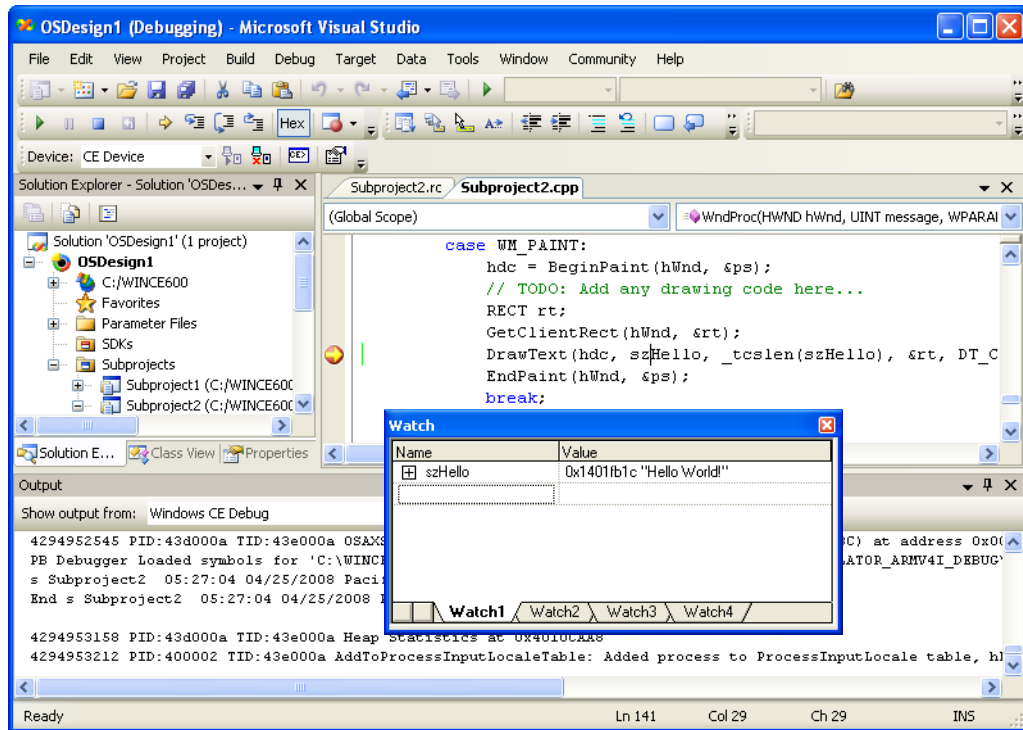 OSDesign1 (Debugging) - Microsoft Visual Studio
File Edit View Project Build Debug Target Data Tools Window Community Help
Hex
Device: CE Device
Solution Explorer - Solution 'OSDes...
Subproject2.rc Subproject2.cpp
(Global Scope) WndProc(HWND hWnd, UINT message, WPARAI
Solution 'OSDesign1' (1 project)
OSDesign1
C:/WINCE600
Favorites
Parameter Files
SDKs
Subprojects
Subproject1 (C:/WINCE60(
Subproject2 (C:/WINCE60(
case WM_PAINT:
hdc = BeginPaint(hWnd, &ps);
// TODO: Add any drawing code here...
RECT rt;
GetClientRect(hWnd, &rt);
DrawText(hdc, szHello, _tcslen(szHello), &rt, DT_C
EndPaint(hWnd, &ps);
break;
Solution E... Class View Properties
Watch
Name Value
szHello 0x1401fb1c "Hello World!"
Watch1 Watch2 Watch3 Watch4
Output
Show output from: Windows CE Debug
4294952545 PID:43d000a TID:43e000a OSAXS C) at address 0x0(
PB Debugger Loaded symbols for 'C:\WINCE LATOR_ARMV4I_DEBUG
s Subproject2 05:27:04 04/25/2008 Paci
End s Subproject2 05:27:04 04/25/2008
4294953158 PID:43d000a TID:43e000a Heap Statistics at 0x4010CAA8
4294953212 PID:400002 TID:43e000a AddToProcessInputLocaleTable: Added process to ProcessInputLocale table, hl
Ready Ln 141 Col 29 Ch 29 INS